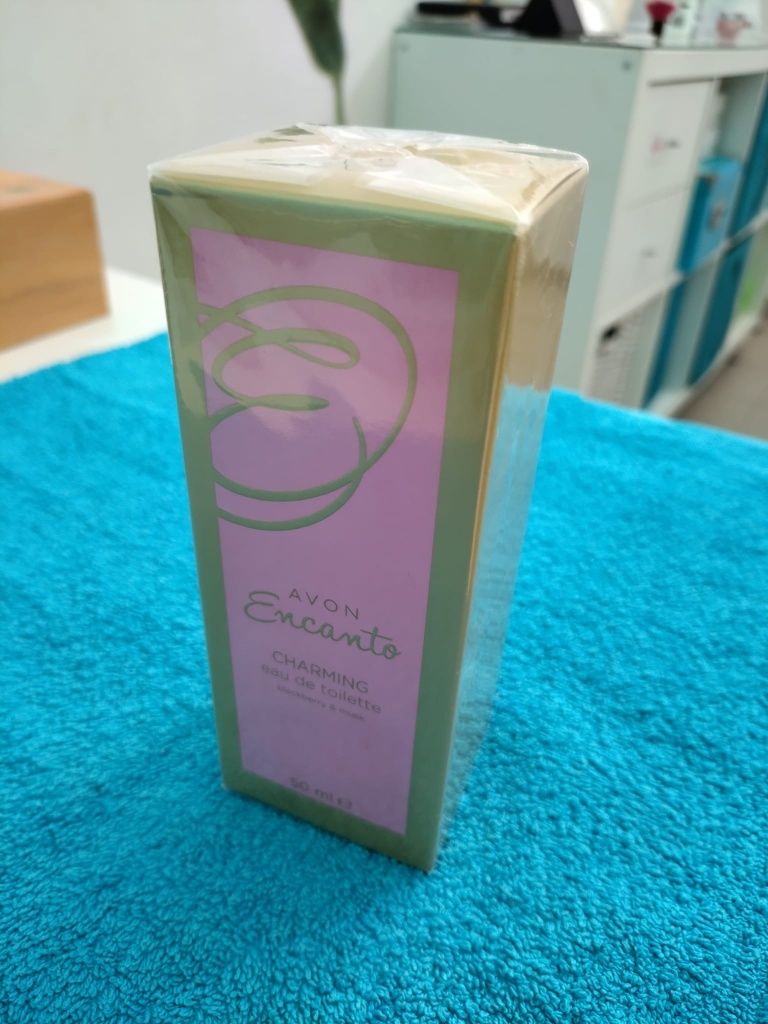 AVON
Encanto
CHARMING
eau de toilette
blackberry & musk
50 ml e